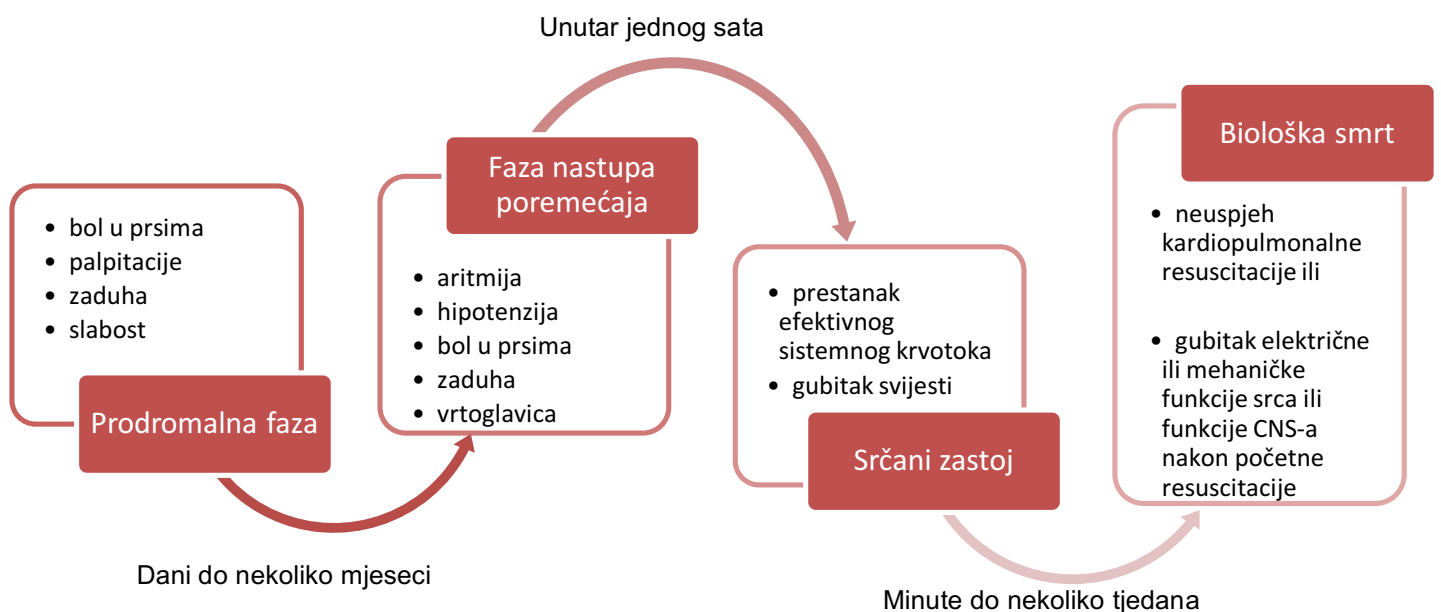 Unutar jednog sata
• bol u prsima
• palpitacije
• zaduha
• slabost
Prodromalna faza
Dani do nekoliko mjeseci
Faza nastupa
poremećaja
• aritmija
• hipotenzija
• bol u prsima
• zaduha
• vrtoglavica
• prestanak
efektivnog
sistemnog krvotoka
• gubitak svijesti
Srčani zastoj
Minute do nekoliko tjedana
Biološka smrt
• neuspjeh
kardiopulmonalne
resuscitacije ili
• gubitak električne
ili mehaničke
funkcije srca ili
funkcije CNS-a
nakon početne
resuscitacije